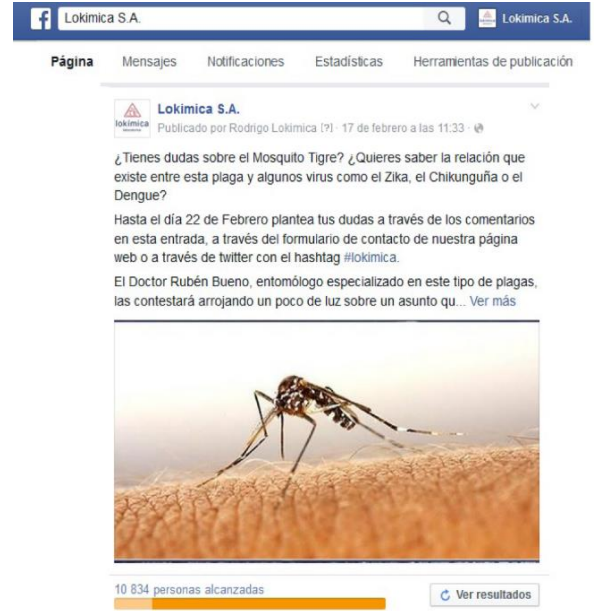 Lokimica S.A.
Lokimica S.A.
Página Mensajes Notificaciones Estadísticas Herramientas de publicación
lokimica
Lokimica S.A.
Publicado por Rodrigo Lokimica [?] · 17 de febrero a las 11:33 ·
¿Tienes dudas sobre el Mosquito Tigre? ¿Quieres saber la relación que
existe entre esta plaga y algunos virus como el Zika, el Chikunguña o el
Dengue?
Hasta el día 22 de Febrero plantea tus dudas a través de los comentarios
en esta entrada, a través del formulario de contacto de nuestra página
web o a través de twitter con el hashtag #lokimica.
El Doctor Rubén Bueno, entomólogo especializado en este tipo de plagas,
las contestará arrojando un poco de luz sobre un asunto qu... Ver más
10 834 personas alcanzadas
Ver resultados